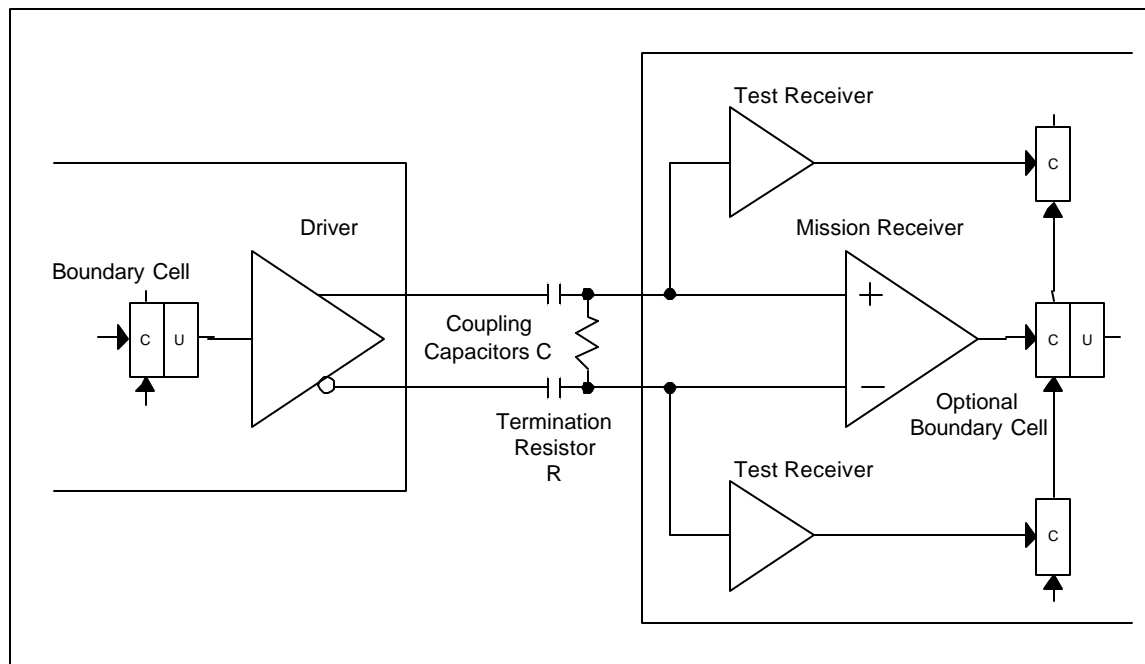 Test Receiver
C
Driver
Mission Receiver
Boundary Cell
+
C U
Coupling
Capacitors C
C U
−
Optional
Boundary Cell
Termination
Resistor
R
Test Receiver
C